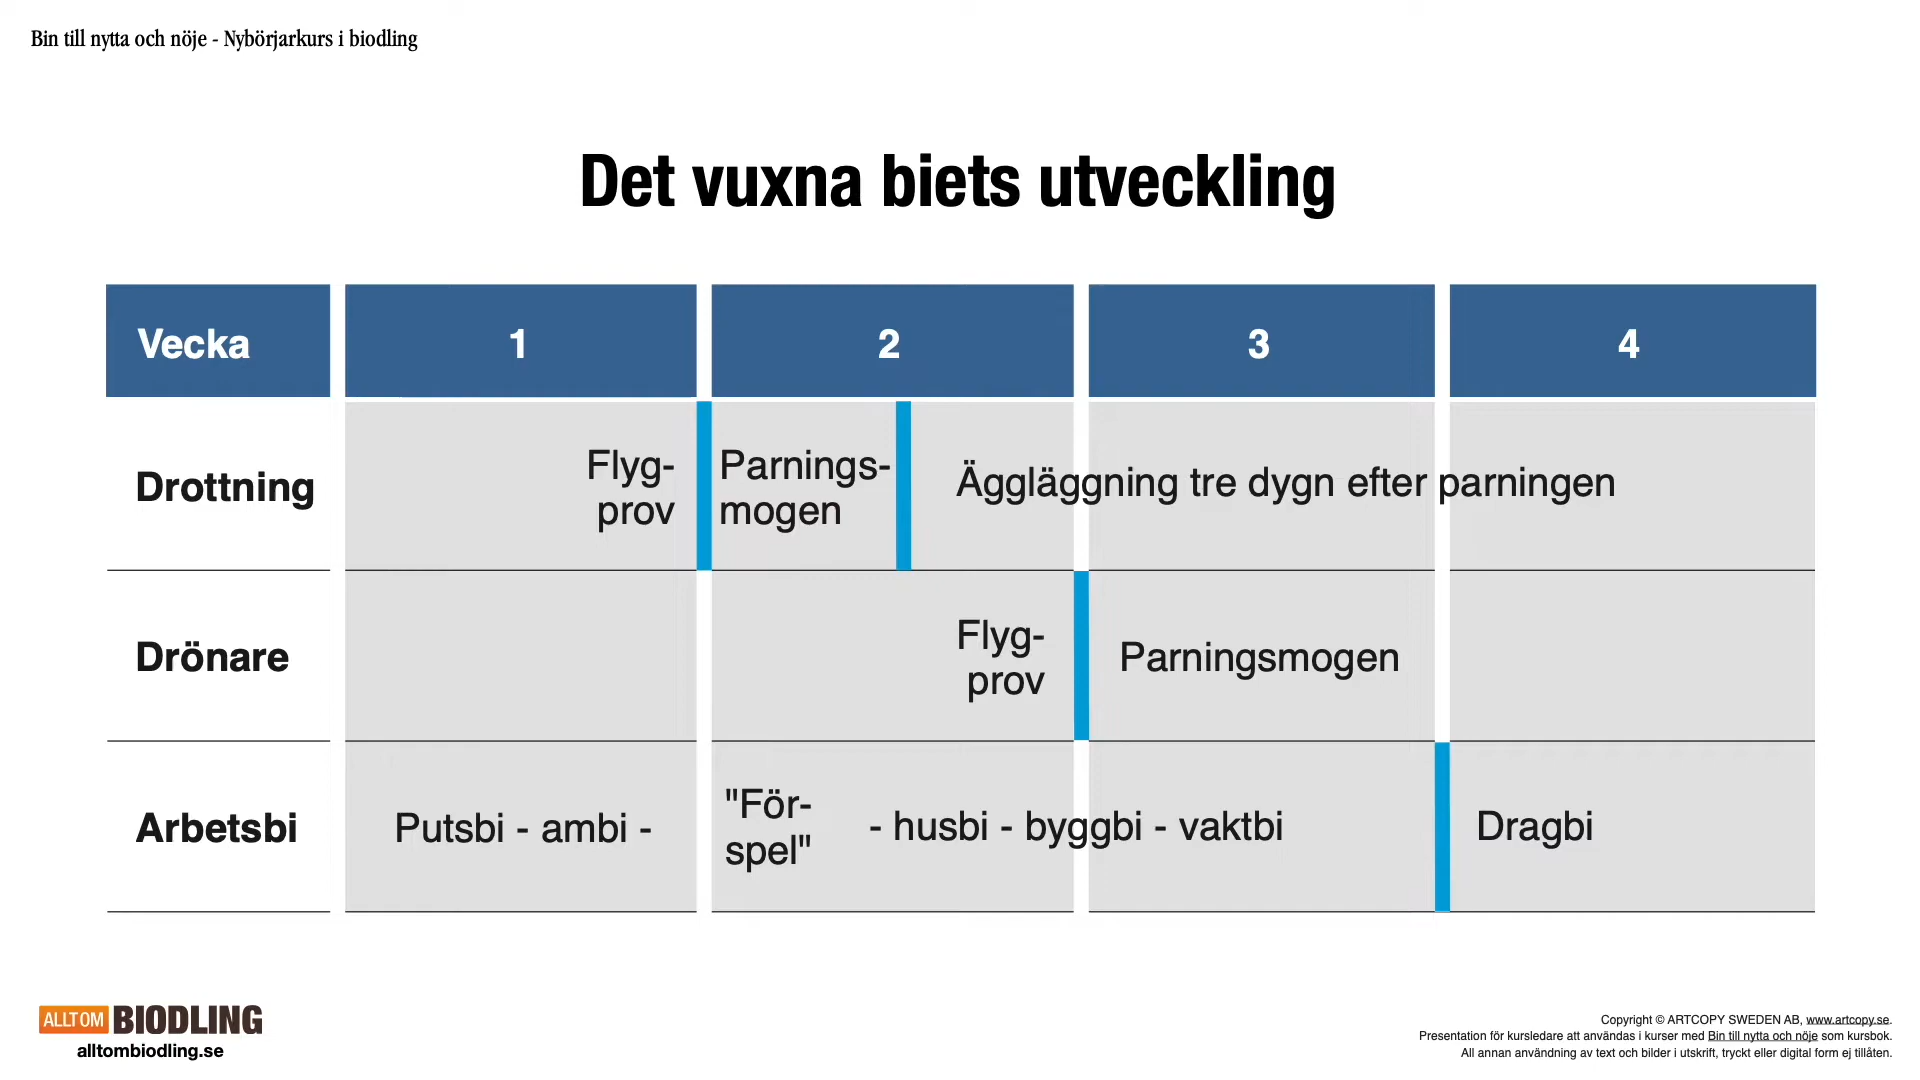 Bin till nytta och nöje - Nybörjarkurs i biodling
Det vuxna biets utveckling
Vecka 1 2 3 4
Drottning
Flyg-
prov
Parnings-
mogen
Äggläggning tre dygn efter parningen
Drönare
Flyg-
prov
Parningsmogen
Arbetsbi
Putsbi - ambi -
"För-
spel"
- husbi - byggbi - vaktbi
Dragbi
ALLTOM BIODLING
alltombiodling.se
Copyright © ARTCOPY SWEDEN AB, www.artcopy.se.
Presentation för kursledare att användas i kurser med Bin till nytta och nöje som kursbok.
All annan användning av text och bilder i utskrift, tryckt eller digital form ej tillåten.